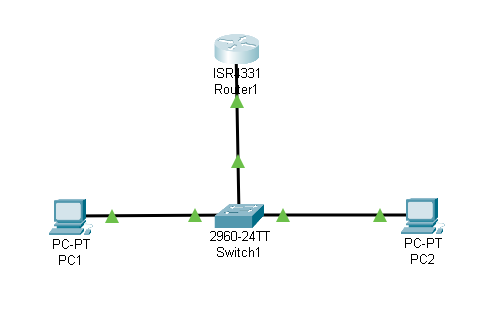 ISR4331
Router1
2960-24TT
Switch1
PC-PT
PC1
PC-PT
PC2